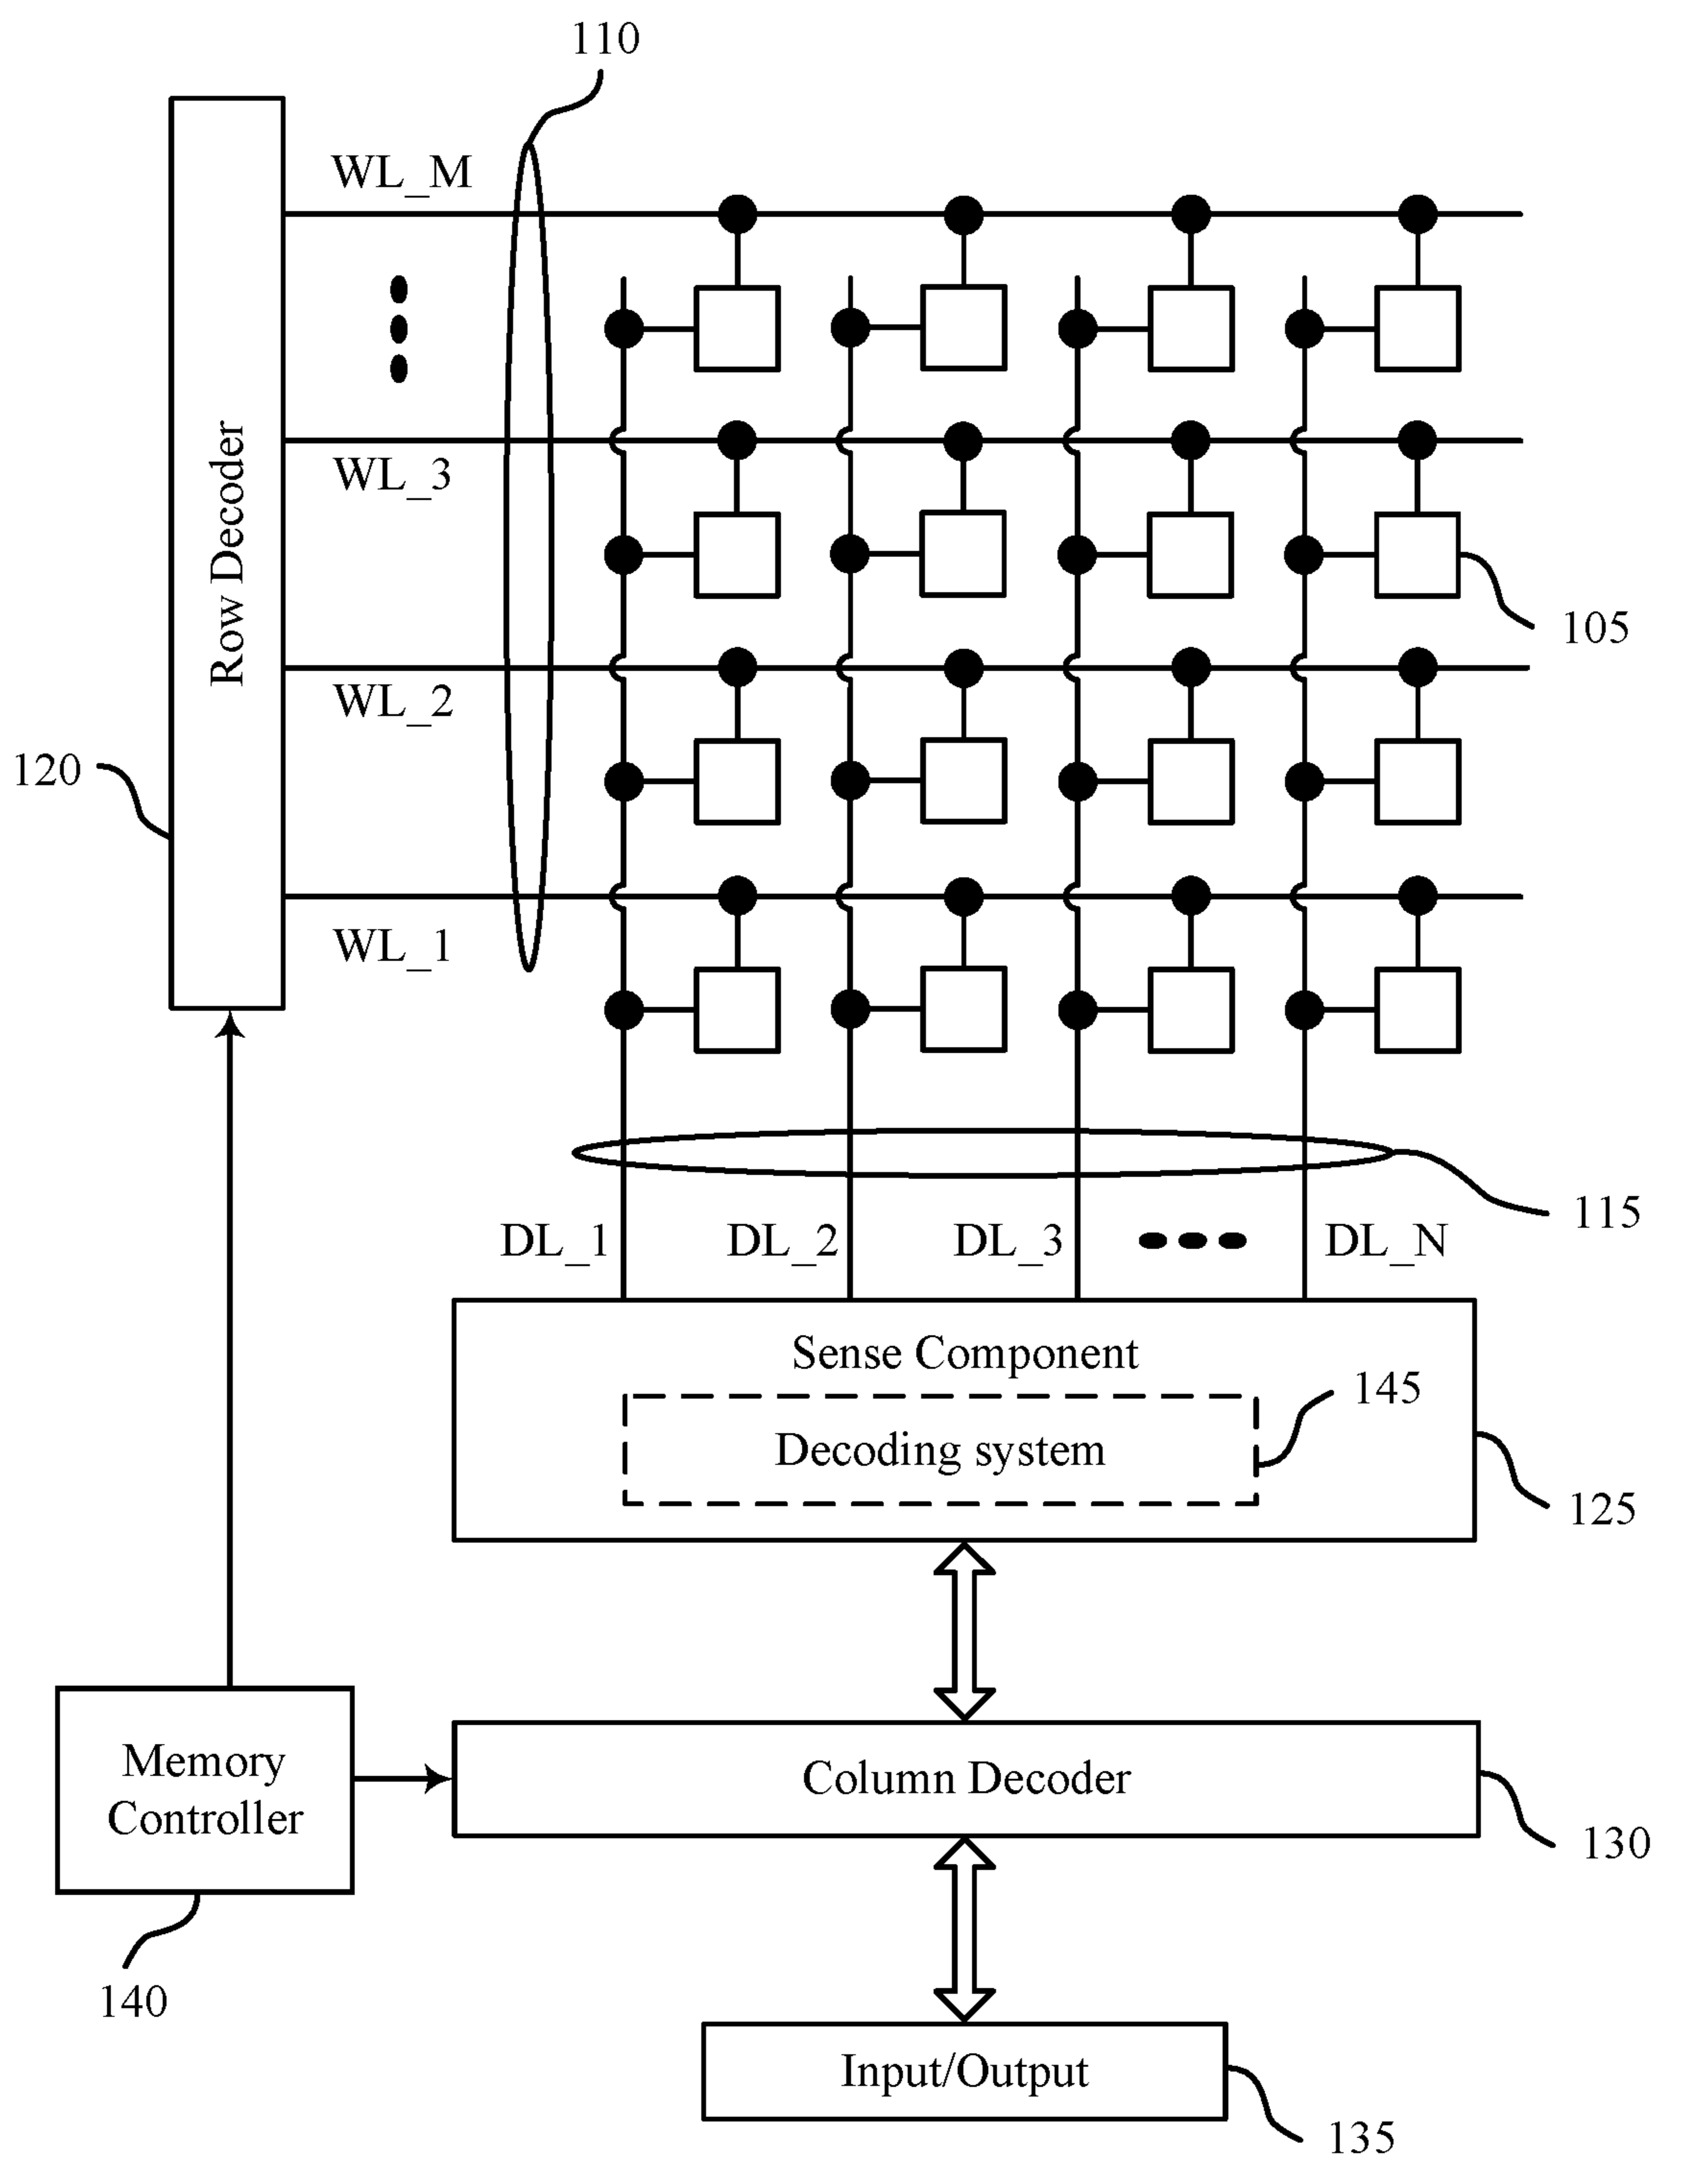 110
WL_M
Row Decoder
WL_3
105
WL_2
120
WL_1
115
DL_1
DL_2
DL_3
DL_N
Sense Component
145
Decoding system
125
Memory
Controller
Column Decoder
130
140
Input/Output
135